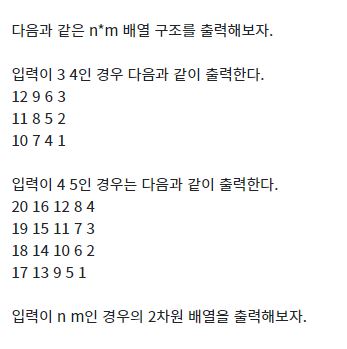 다음과 같은 n*m 배열 구조를 출력해보자.
입력이 3 4인 경우 다음과 같이 출력한다.
12 9 6 3
11 8 5 2
10 7 4 1
입력이 4 5인 경우는 다음과 같이 출력한다.
20 16 12 8 4
19 15 11 7 3
18 14 10 6 2
17 13 9 5 1
입력이 n m인 경우의 2차원 배열을 출력해보자.